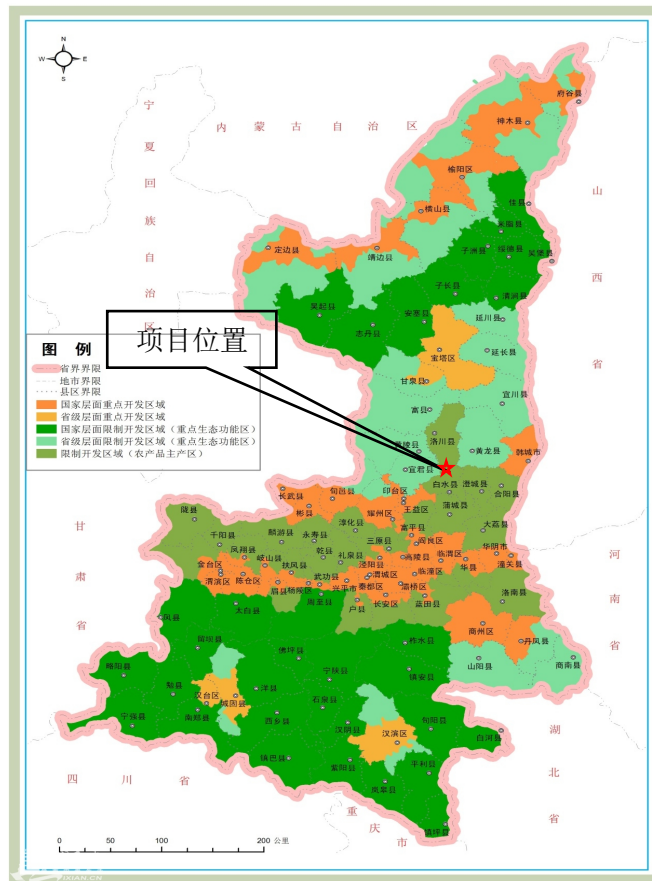 N
W E
S
宁夏回族自治区
内蒙古自治区
山西省
河南省
湖北省
重庆市
四川省
甘肃省
府谷县
神木县
榆阳区
横山县
佳县
米脂县
定边县
靖边县
子洲县
绥德县
吴堡县
子长县
清涧县
吴起县
安塞县
志丹县
延川县
项目位置
宝塔区
延长县
甘泉县
宜川县
富县
洛川县
黄陵县
黄龙县
韩城市
宜君县
白水县
澄城县
合阳县
图 例
省界界限
地市界限
县区界限
国家层面重点开发区域
省级层面重点开发区域
国家层面限制开发区域（重点生态功能区）
省级层面限制开发区域（重点生态功能区）
限制开发区域（农产品主产区）
长武县
旬邑县
印台区
彬县
王益区
蒲城县
陇县
耀州区
淳化县
大荔县
千阳县
麟游县
永寿县
富平县
凤翔县
乾县
三原县
阎良区
华阴市
岐山县
礼泉县
高陵县
临渭区
潼关县
金台区
扶风县
泾阳县
华县
渭滨区
陈仓区
武功县
渭城区
临潼区
眉县
杨陵区
兴平市
秦都区
灞桥区
周至县
户县
长安区
蓝田县
洛南县
太白县
凤县
商州区
丹凤县
留坝县
柞水县
佛坪县
山阳县
商南县
略阳县
宁陕县
镇安县
勉县
汉台区
城固县
洋县
石泉县
宁强县
南郑县
西乡县
汉阴县
汉滨区
旬阳县
白河县
镇巴县
紫阳县
平利县
岚皋县
镇坪县
0 50 100 200 公里